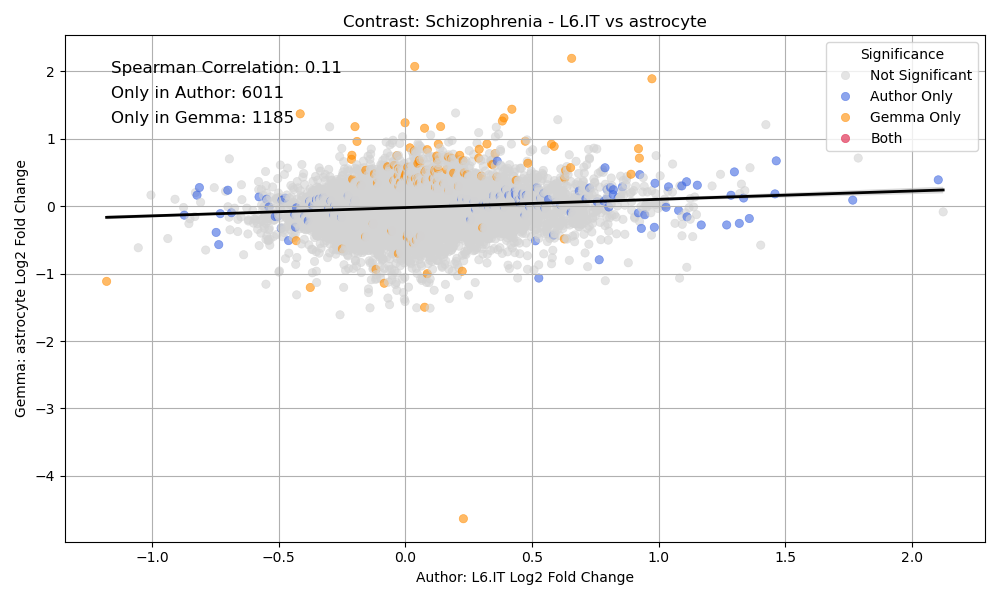 Contrast: Schizophrenia - L6.IT vs astrocyte
Spearman Correlation: 0.11
Only in Author: 6011
Only in Gemma: 1185
Significance
Not Significant
Author Only
Gemma Only
Both
Gemma: astrocyte Log2 Fold Change
2
1
0
−1
−2
−3
−4
−1.0
−0.5
0.0
0.5
1.0
1.5
2.0
Author: L6.IT Log2 Fold Change